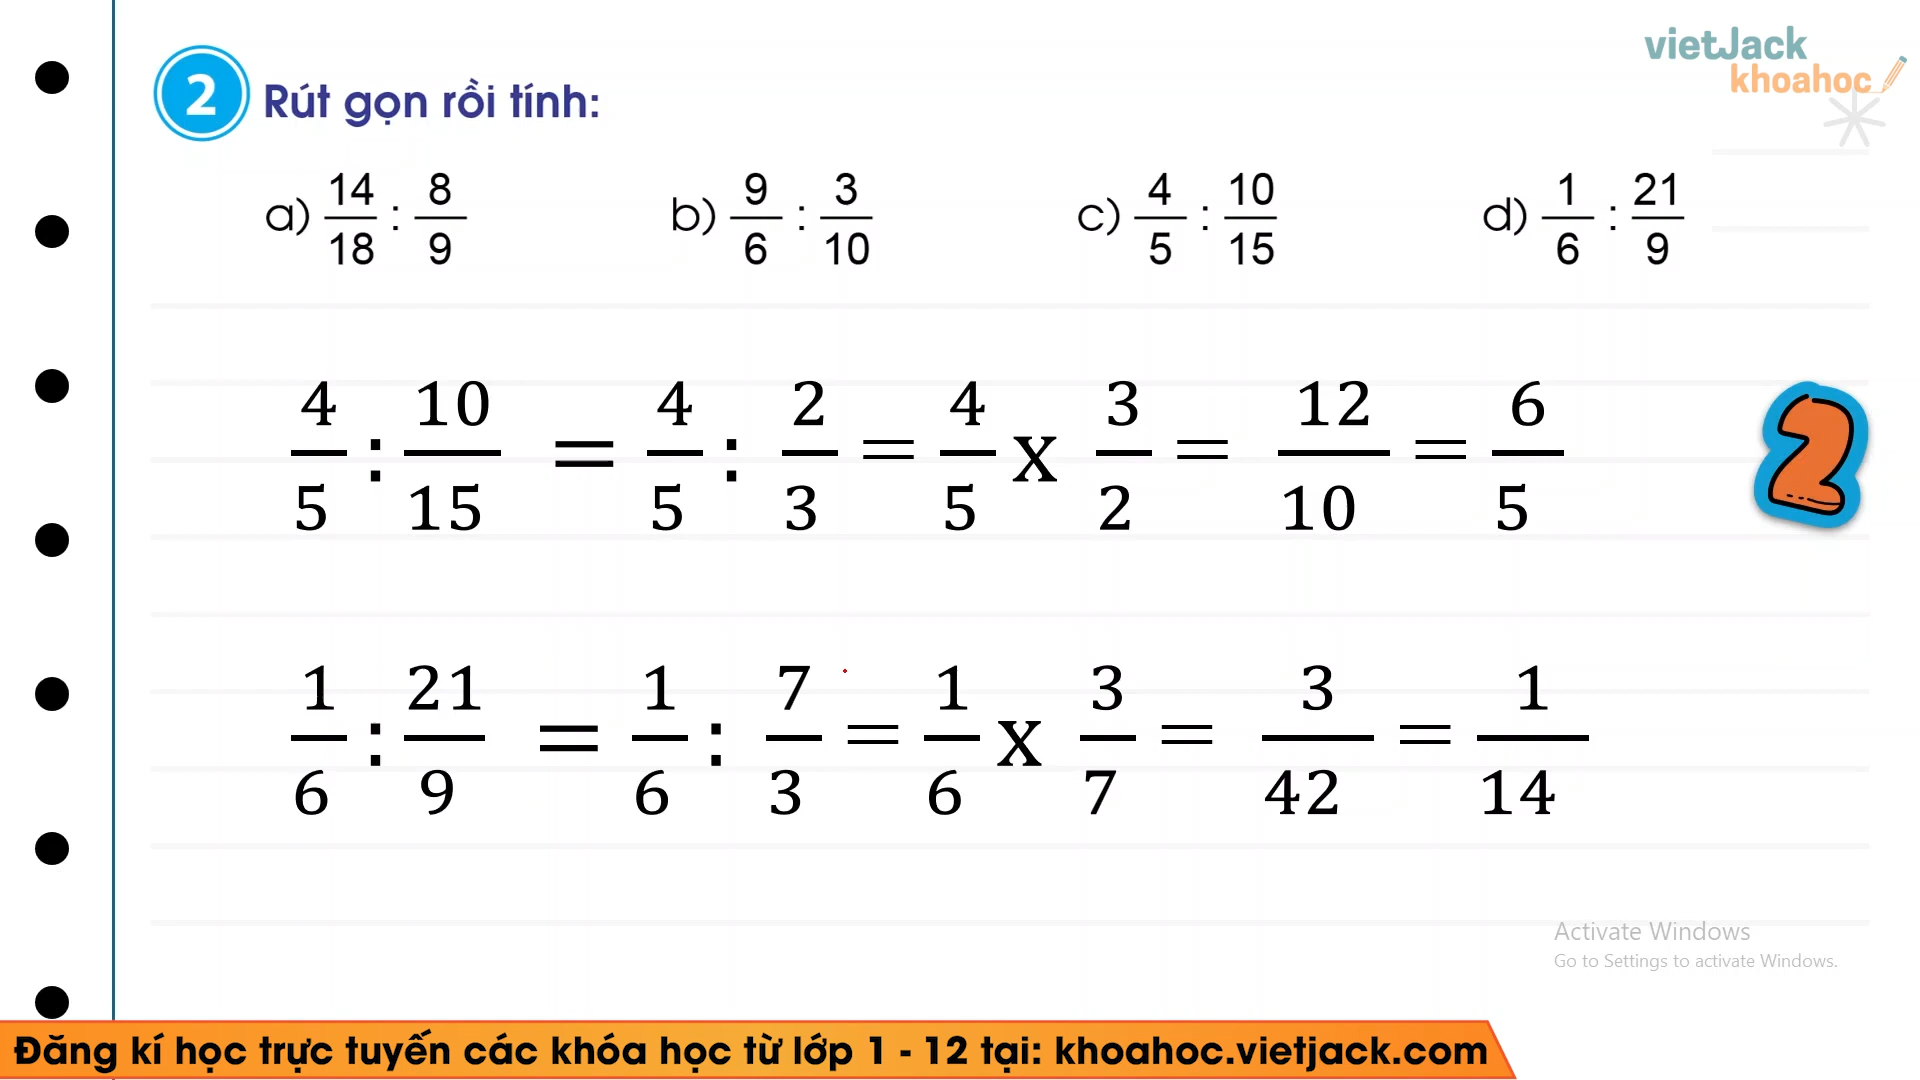 vietJack
khoahoc
2 Rút gọn rồi tính:
a) 14/18 : 8/9 b) 9/6 : 3/10 c) 4/5 : 10/15 d) 1/6 : 21/9
4/5 : 10/15 = 4/5 : 2/3 = 4/5 x 3/2 = 12/10 = 6/5
2
1/6 : 21/9 = 1/6 : 7/3 = 1/6 x 3/7 = 3/42 = 1/14
Activate Windows
Go to Settings to activate Windows.
Đăng kí học trực tuyến các khóa học từ lớp 1 - 12 tại: khoahoc.vietjack.com